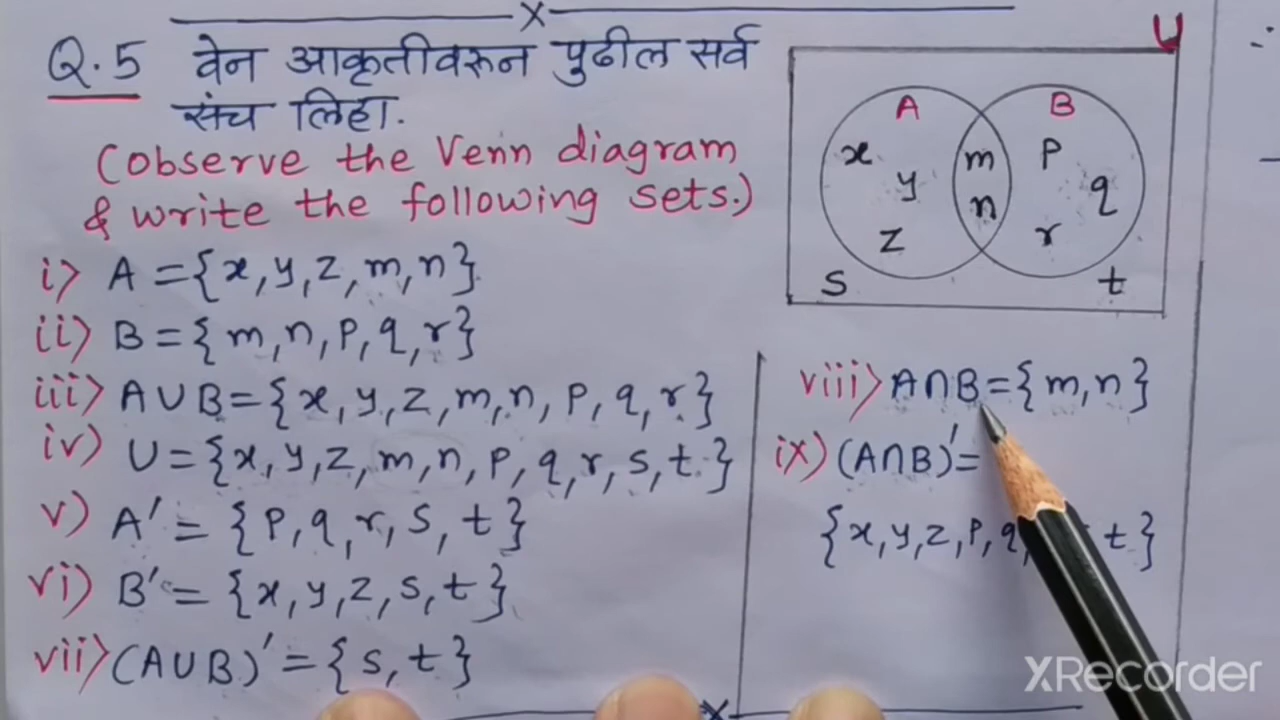 Q.5 वेन आकृतीवरून पुढील सर्व
संच लिहा.
(Observe the Venn diagram
& write the following sets.)
i) A = {x, y, z, m, n}
ii) B = {m, n, p, q, r}
iii) A∪B = {x, y, z, m, n, p, q, r}
iv) U = {x, y, z, m, n, p, q, r, s, t}
v) A' = {p, q, r, s, t}
vi) B' = {x, y, z, s, t}
vii) (A∪B)' = {s, t}
U
A B
x m p
y n q
z r
s t
viii) A∩B = {m, n}
ix) (A∩B)' =
{x, y, z, p, q, t}
XRecorder